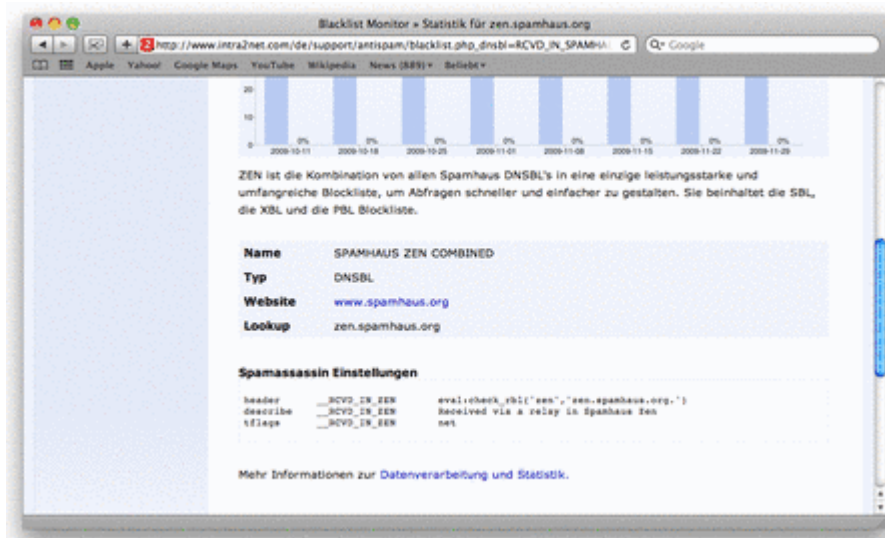 Blacklist Monitor » Statistik für zen.spamhaus.org
http://www.intra2net.com/de/support/antispam/blacklist.php_dnsbl=RCVD_IN_SPAMHA
Google
Apple Yahoo! Google Maps YouTube Wikipedia News (889) Beliebt
20
10
0
0% 0% 0% 0% 0% 0% 0% 0%
2009-10-11 2009-10-18 2009-10-25 2009-11-01 2009-11-08 2009-11-15 2009-11-22 2009-11-29
ZEN ist die Kombination von allen Spamhaus DNSBL's in eine einzige leistungsstarke und
umfangreiche Blockliste, um Abfragen schneller und einfacher zu gestalten. Sie beinhaltet die SBL,
die XBL und die PBL Blockliste.
Name SPAMHAUS ZEN COMBINED
Typ DNSBL
Website www.spamhaus.org
Lookup zen.spamhaus.org
Spamassassin Einstellungen
header __RCVD_IN_ZEN eval:check_rbl('zen','zen.spamhaus.org.')
describe __RCVD_IN_ZEN Received via a relay in Spamhaus Zen
tflags __RCVD_IN_ZEN net
Mehr Informationen zur Datenverarbeitung und Statistik.